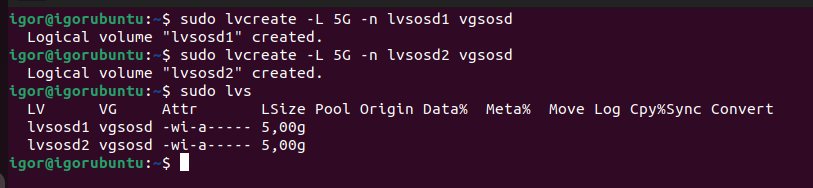 igor@igorubuntu:~$ sudo lvcreate -L 5G -n lvsosd1 vgsosd
  Logical volume "lvsosd1" created.
igor@igorubuntu:~$ sudo lvcreate -L 5G -n lvsosd2 vgsosd
  Logical volume "lvsosd2" created.
igor@igorubuntu:~$ sudo lvs
  LV      VG     Attr       LSize Pool Origin Data%  Meta%  Move Log Cpy%Sync Convert
  lvsosd1 vgsosd -wi-a----- 5,00g
  lvsosd2 vgsosd -wi-a----- 5,00g
igor@igorubuntu:~$